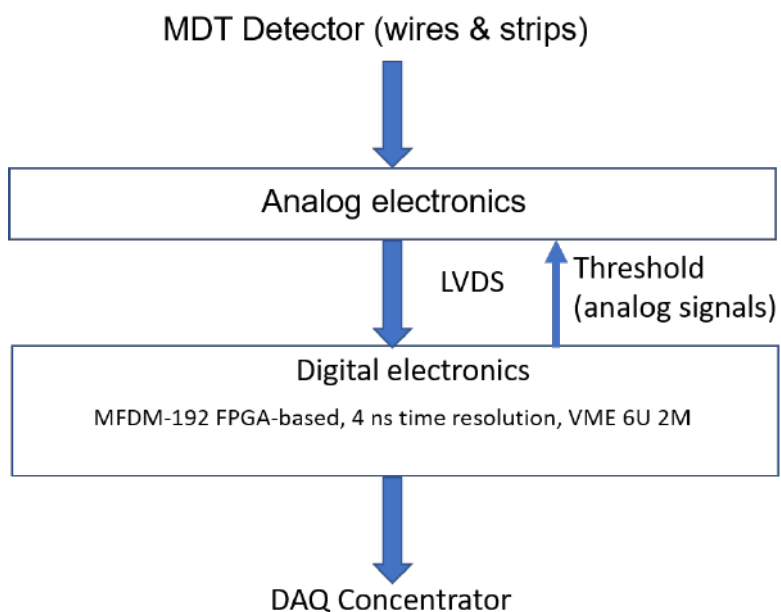 MDT Detector (wires & strips)
Analog electronics
LVDS
Threshold
(analog signals)
Digital electronics
MFDM-192 FPGA-based, 4 ns time resolution, VME 6U 2M
DAQ Concentrator